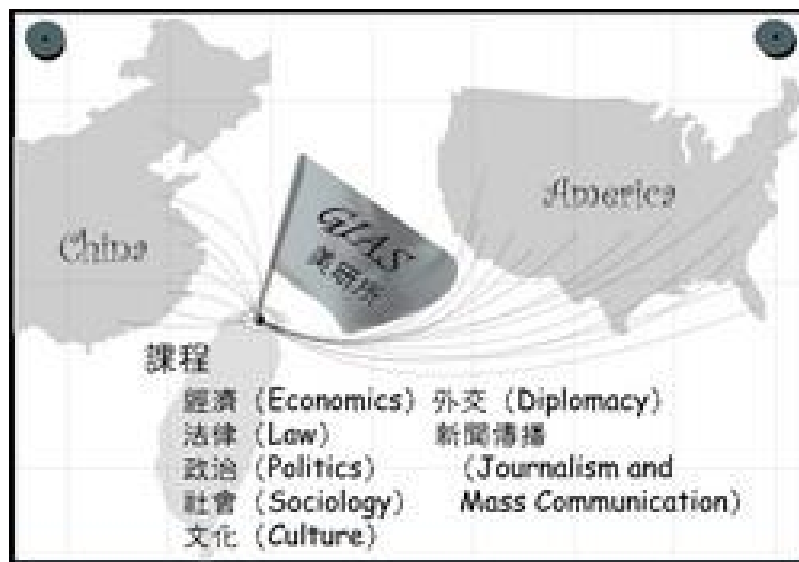 China
America
GIAS
美研所
課程
經濟 (Economics)
法律 (Law)
政治 (Politics)
社會 (Sociology)
文化 (Culture)
外交 (Diplomacy)
新聞傳播
(Journalism and
Mass Communication)